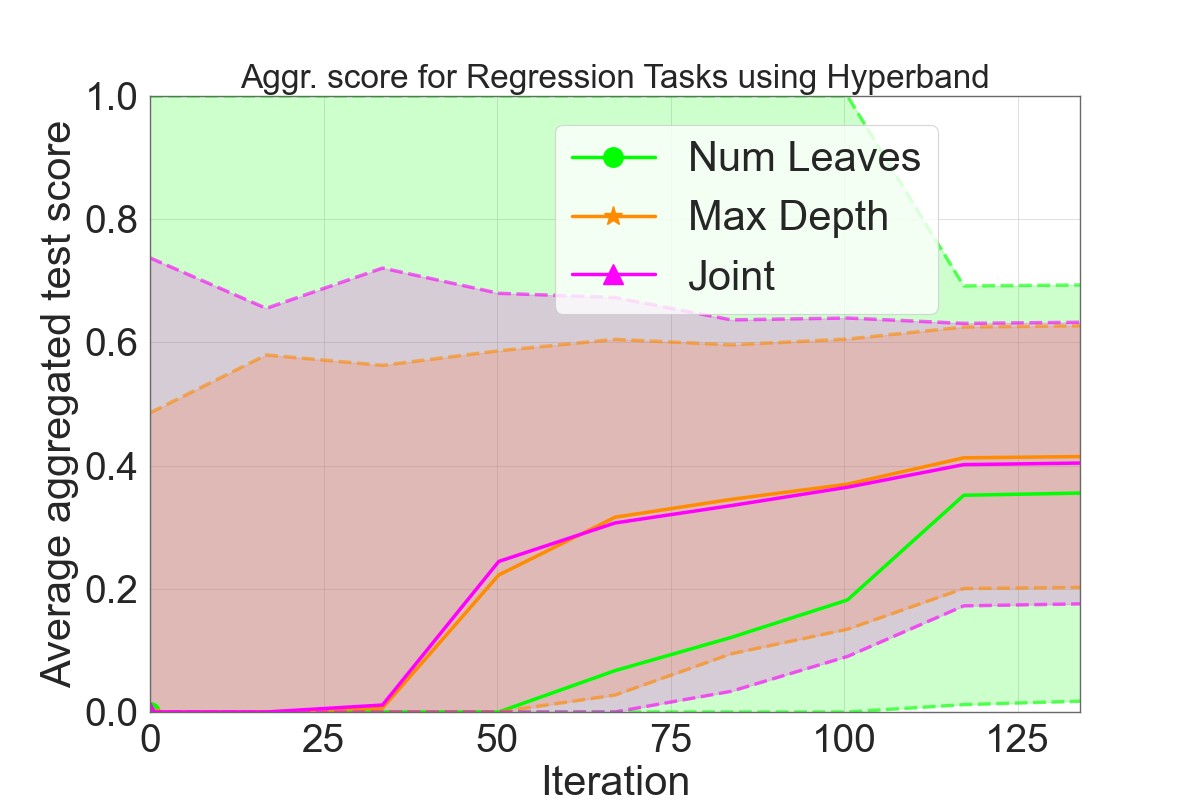 Aggr. score for Regression Tasks using Hyperband
Average aggregated test score
1.0
0.8
0.6
0.4
0.2
0.0
Num Leaves
Max Depth
Joint
0 25 50 75 100 125
Iteration